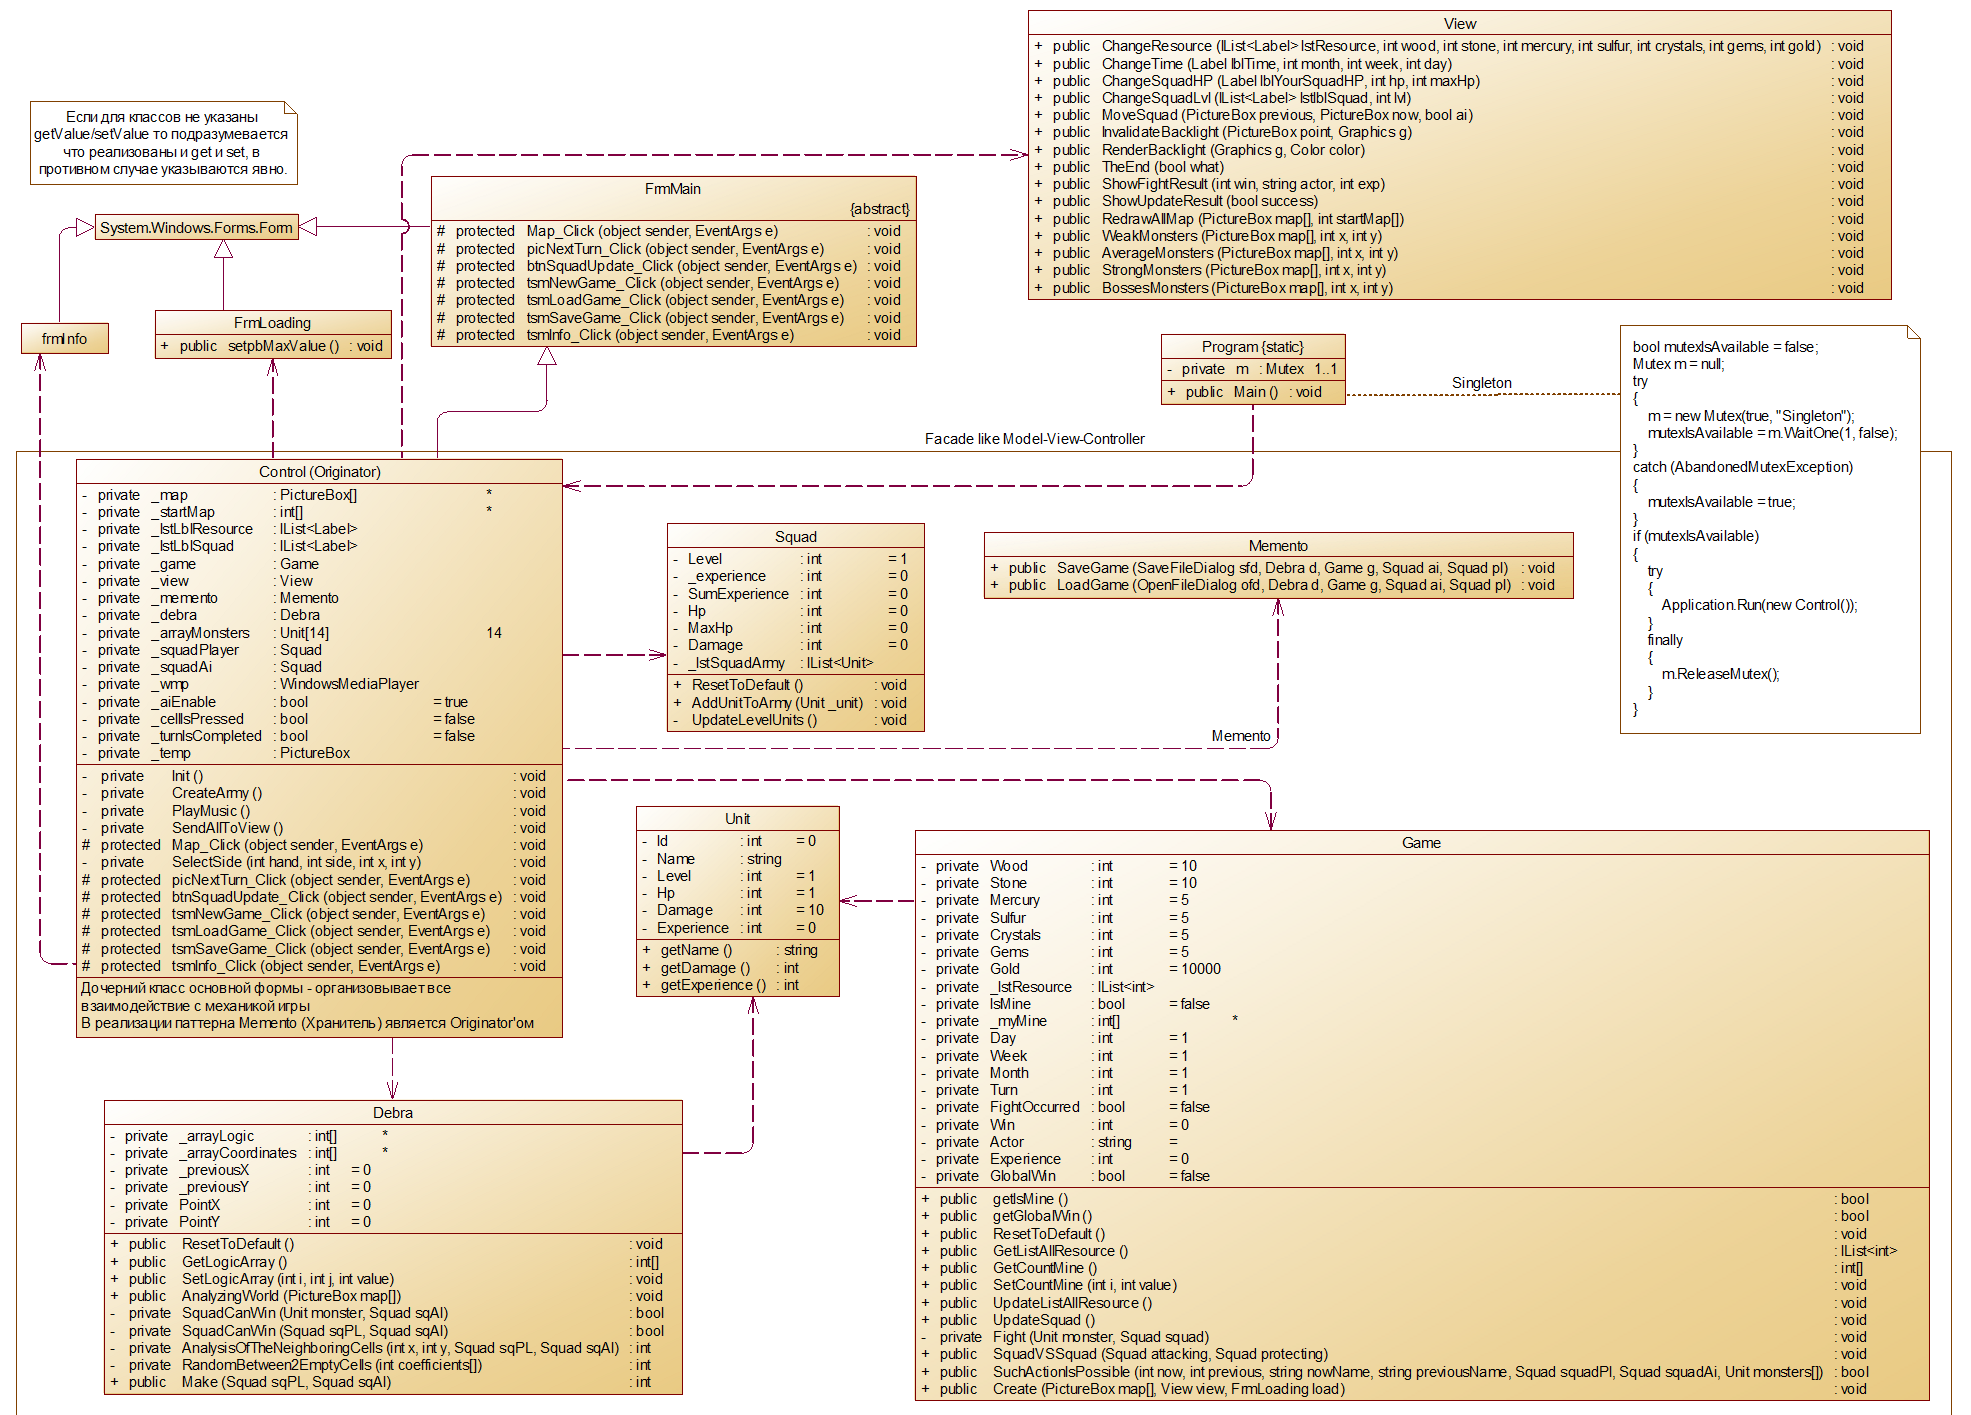 View
+ public ChangeResource (IList<Label> lstResource, int wood, int stone, int mercury, int sulfur, int crystals, int gems, int gold) : void
+ public ChangeTime (Label lblTime, int month, int week, int day) : void
+ public ChangeSquadHP (Label lblYourSquadHP, int hp, int maxHp) : void
+ public ChangeSquadLvl (IList<Label> lstlblSquad, int lvl) : void
+ public MoveSquad (PictureBox previous, PictureBox now, bool ai) : void
+ public InvalidateBacklight (PictureBox point, Graphics g) : void
+ public RenderBacklight (Graphics g, Color color) : void
+ public TheEnd (bool what) : void
+ public ShowFightResult (int win, string actor, int exp) : void
+ public ShowUpdateResult (bool success) : void
+ public RedrawAllMap (PictureBox map[], int startMap[]) : void
+ public WeakMonsters (PictureBox map[], int x, int y) : void
+ public AverageMonsters (PictureBox map[], int x, int y) : void
+ public StrongMonsters (PictureBox map[], int x, int y) : void
+ public BossesMonsters (PictureBox map[], int x, int y) : void
Если для классов не указаны
getValue/setValue то подразумевается
что реализованы и get и set, в
противном случае указываются явно.
System.Windows.Forms.Form
FrmMain
{abstract}
# protected Map_Click (object sender, EventArgs e) : void
# protected picNextTurn_Click (object sender, EventArgs e) : void
# protected btnSquadUpdate_Click (object sender, EventArgs e) : void
# protected tsmNewGame_Click (object sender, EventArgs e) : void
# protected tsmLoadGame_Click (object sender, EventArgs e) : void
# protected tsmSaveGame_Click (object sender, EventArgs e) : void
# protected tsmInfo_Click (object sender, EventArgs e) : void
frmInfo
FrmLoading
+ public setpbMaxValue () : void
Program {static}
- private m : Mutex 1..1
+ public Main () : void
Singleton
bool mutexIsAvailable = false;
Mutex m = null;
try
{
m = new Mutex(true, "Singleton");
mutexIsAvailable = m.WaitOne(1, false);
}
catch (AbandonedMutexException)
{
mutexIsAvailable = true;
}
if (mutexIsAvailable)
{
try
{
Application.Run(new Control());
}
finally
{
m.ReleaseMutex();
}
}
Facade like Model-View-Controller
Control (Originator)
- private _map : PictureBox[] *
- private _startMap : int[] *
- private _lstLblResource : IList<Label>
- private _lstLblSquad : IList<Label>
- private _game : Game
- private _view : View
- private _memento : Memento
- private _debra : Debra
- private _arrayMonsters : Unit[14] 14
- private _squadPlayer : Squad
- private _squadAi : Squad
- private _wmp : WindowsMediaPlayer
- private _aiEnable : bool = true
- private _cellIsPressed : bool = false
- private _turnIsCompleted : bool = false
- private _temp : PictureBox
- private Init () : void
- private CreateArmy () : void
- private PlayMusic () : void
- private SendAllToView () : void
# protected Map_Click (object sender, EventArgs e) : void
- private SelectSide (int hand, int side, int x, int y) : void
# protected picNextTurn_Click (object sender, EventArgs e) : void
# protected btnSquadUpdate_Click (object sender, EventArgs e) : void
# protected tsmNewGame_Click (object sender, EventArgs e) : void
# protected tsmLoadGame_Click (object sender, EventArgs e) : void
# protected tsmSaveGame_Click (object sender, EventArgs e) : void
# protected tsmInfo_Click (object sender, EventArgs e) : void
Дочерний класс основной формы - организовывает все
взаимодействие с механикой игры
В реализации паттерна Memento (Хранитель) является Originator'ом
Squad
- Level : int = 1
- _experience : int = 0
- SumExperience : int = 0
- Hp : int = 0
- MaxHp : int = 0
- Damage : int = 0
- _lstSquadArmy : IList<Unit>
+ ResetToDefault () : void
+ AddUnitToArmy (Unit _unit) : void
- UpdateLevelUnits () : void
Memento
+ public SaveGame (SaveFileDialog sfd, Debra d, Game g, Squad ai, Squad pl) : void
+ public LoadGame (OpenFileDialog ofd, Debra d, Game g, Squad ai, Squad pl) : void
Memento
Unit
- Id : int = 0
- Name : string
- Level : int = 1
- Hp : int = 1
- Damage : int = 10
- Experience : int = 0
+ getName () : string
+ getDamage () : int
+ getExperience () : int
Game
- private Wood : int = 10
- private Stone : int = 10
- private Mercury : int = 5
- private Sulfur : int = 5
- private Crystals : int = 5
- private Gems : int = 5
- private Gold : int = 10000
- private _lstResource : IList<int>
- private IsMine : bool = false
- private _myMine : int[] *
- private Day : int = 1
- private Week : int = 1
- private Month : int = 1
- private Turn : int = 1
- private FightOccurred : bool = false
- private Win : int = 0
- private Actor : string =
- private Experience : int = 0
- private GlobalWin : bool = false
+ public getIsMine () : bool
+ public getGlobalWin () : bool
+ public ResetToDefault () : void
+ public GetListAllResource () : IList<int>
+ public GetCountMine () : int[]
+ public SetCountMine (int i, int value) : void
+ public UpdateListAllResource () : void
+ public UpdateSquad () : void
- private Fight (Unit monster, Squad squad) : void
+ public SquadVSSquad (Squad attacking, Squad protecting) : void
+ public SuchActionIsPossible (int now, int previous, string nowName, string previousName, Squad squadPl, Squad squadAi, Unit monsters[]) : bool
+ public Create (PictureBox map[], View view, FrmLoading load) : void
Debra
- private _arrayLogic : int[] *
- private _arrayCoordinates : int[] *
- private _previousX : int = 0
- private _previousY : int = 0
- private PointX : int = 0
- private PointY : int = 0
+ public ResetToDefault () : void
+ public GetLogicArray () : int[]
+ public SetLogicArray (int i, int j, int value) : void
+ public AnalyzingWorld (PictureBox map[]) : void
- private SquadCanWin (Unit monster, Squad sqAI) : bool
- private SquadCanWin (Squad sqPL, Squad sqAI) : bool
- private AnalysisOfTheNeighboringCells (int x, int y, Squad sqPL, Squad sqAI) : int
- private RandomBetween2EmptyCells (int coefficients[]) : int
+ public Make (Squad sqPL, Squad sqAI) : int